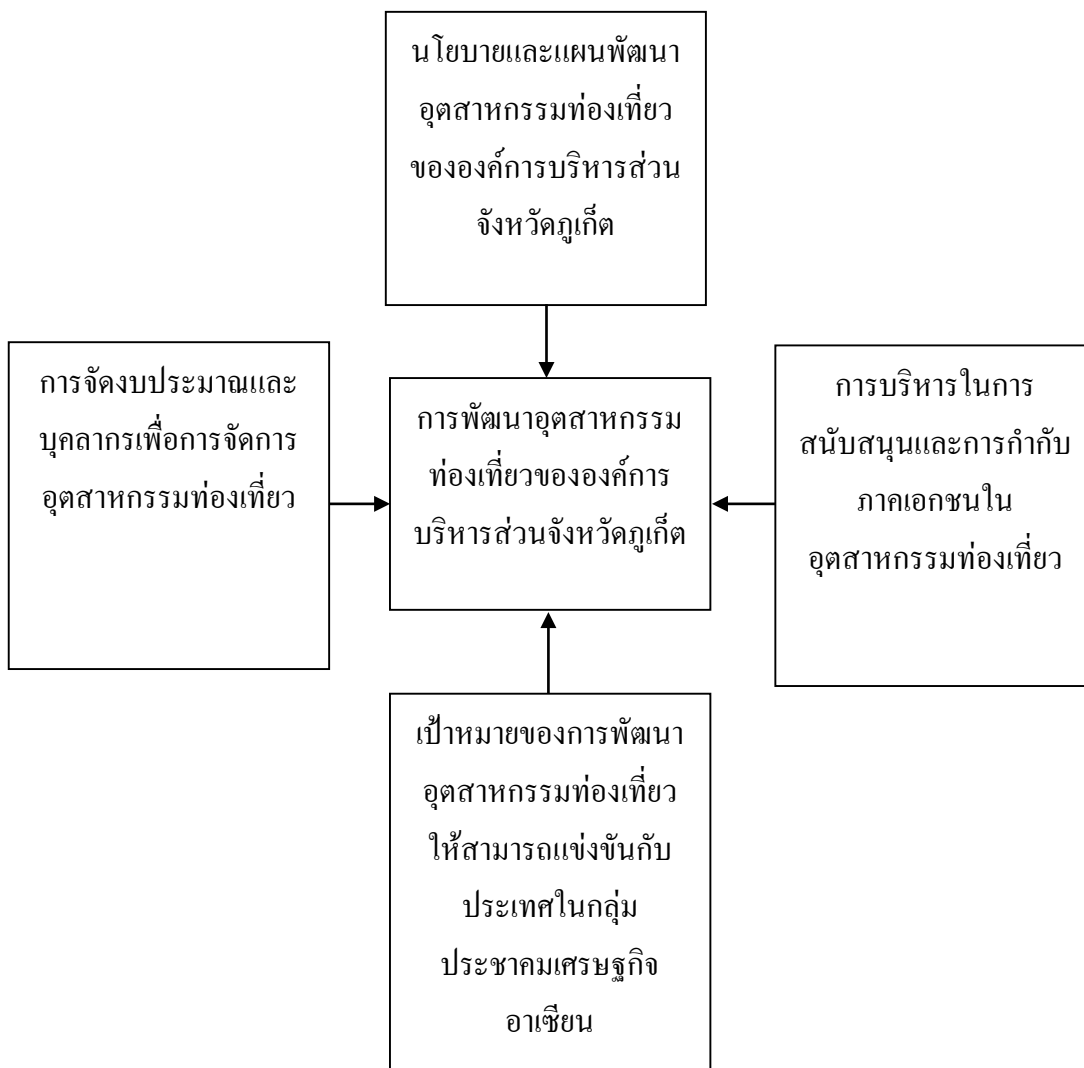 นโยบายและแผนพัฒนา
อุตสาหกรรมท่องเที่ยว
ขององค์การบริหารส่วน
จังหวัดภูเก็ต
การจัดงบประมาณและ
บุคลากรเพื่อการจัดการ
อุตสาหกรรมท่องเที่ยว
การพัฒนาอุตสาหกรรม
ท่องเที่ยวขององค์การ
บริหารส่วนจังหวัดภูเก็ต
การบริหารในการ
สนับสนุนและการกำกับ
ภาคเอกชนใน
อุตสาหกรรมท่องเที่ยว
เป้าหมายของการพัฒนา
อุตสาหกรรมท่องเที่ยว
ให้สามารถแข่งขันกับ
ประเทศในกลุ่ม
ประชาคมเศรษฐกิจ
อาเซียน